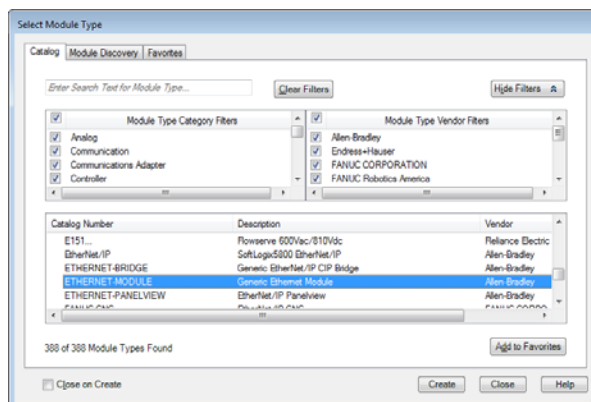 Select Module Type
Catalog Module Discovery Favorites
Enter Search Text for Module Type... Clear Filters Hide Filters
Module Type Category Filters Module Type Vendor Filters
Analog Allen-Bradley
Communication Endress+Hauser
Communications Adapter FANUC CORPORATION
Controller FANUC Robotics America
Catalog Number Description Vendor
E151... Flowserve 600Vac/810Vdc Reliance Electric
EtherNet/IP SoftLogix5800 EtherNet/IP Allen-Bradley
ETHERNET-BRIDGE Generic EtherNet/IP CIP Bridge Allen-Bradley
ETHERNET-MODULE Generic Ethernet Module Allen-Bradley
ETHERNET-PANELVIEW EtherNet/IP Panelview Allen-Bradley
388 of 388 Module Types Found Add to Favorites
Close on Create Create Close Help